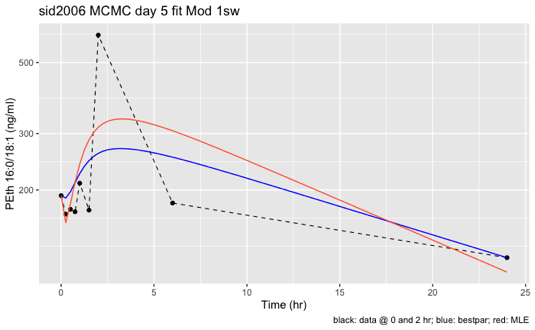 sid2006 MCMC day 5 fit Mod 1sw
PEth 16:0/18:1 (ng/ml)
500
300
200
0
5
10
15
20
25
Time (hr)
black: data @ 0 and 2 hr; blue: bestpar; red: MLE